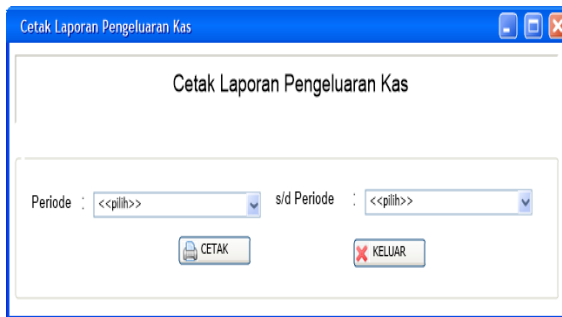 Cetak Laporan Pengeluaran Kas
Cetak Laporan Pengeluaran Kas
Periode : <<pilih>> s/d Periode : <<pilih>>
CETAK KELUAR